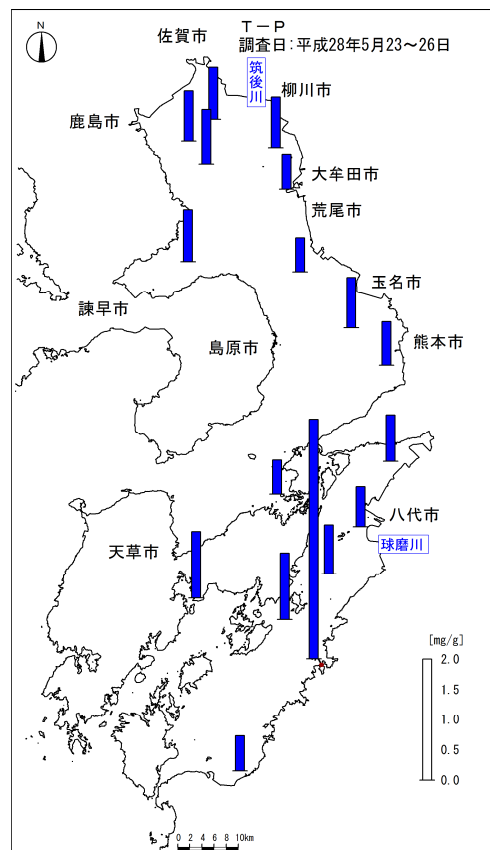 T－P
調査日：平成28年5月23～26日
佐賀市
筑後川
柳川市
鹿島市
大牟田市
荒尾市
玉名市
諫早市
島原市
熊本市
八代市
球磨川
天草市
[mg/g]
2.0
1.5
1.0
0.5
0.0
0 2 4 6 8 10km